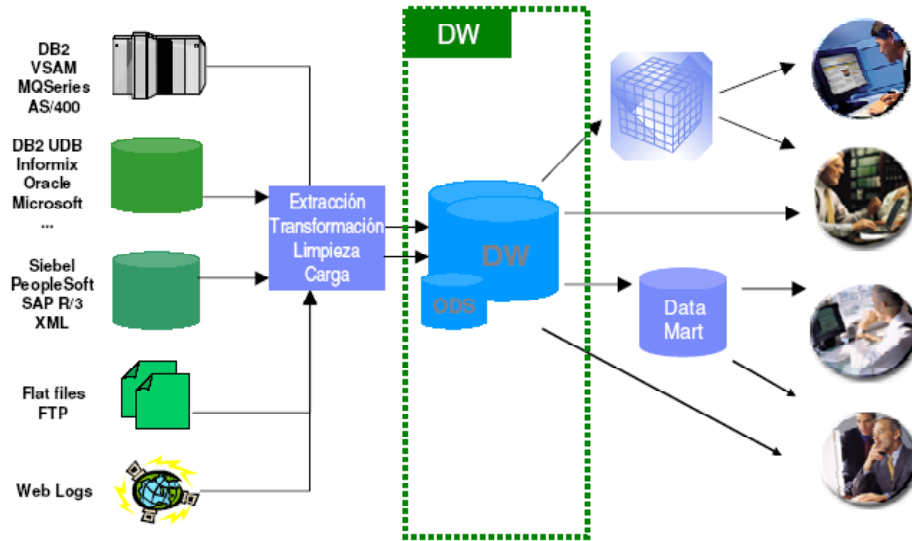 DB2
VSAM
MQSeries
AS/400
DB2 UDB
Informix
Oracle
Microsoft
...
Siebel
PeopleSoft
SAP R/3
XML
Flat files
FTP
Web Logs
Extracción
Transformación
Limpieza
Carga
DW
DW
ODS
Data
Mart